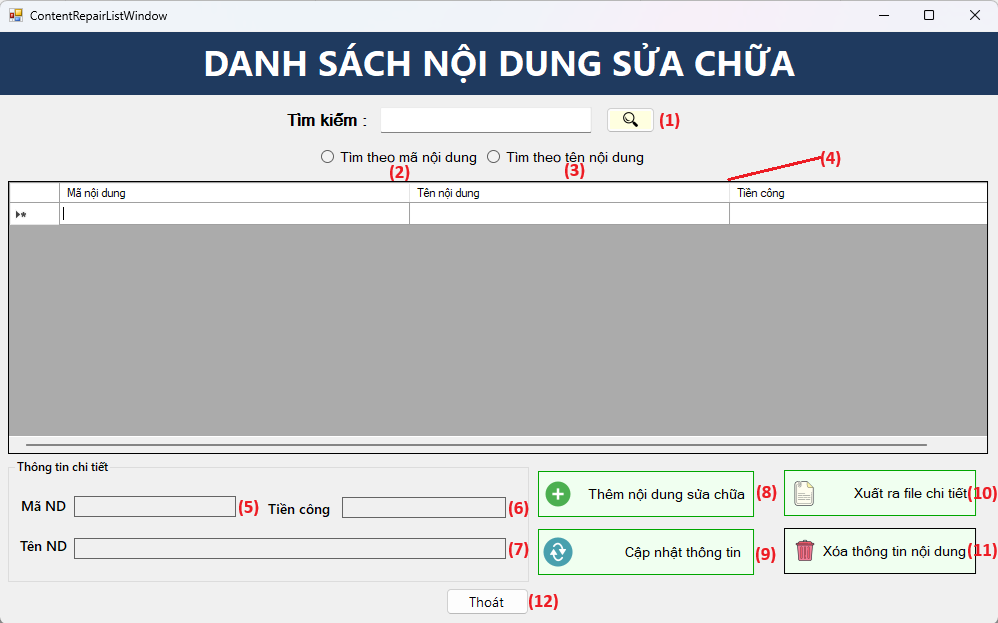 ContentRepairListWindow
DANH SÁCH NỘI DUNG SỬA CHỮA
Tìm kiếm : (1)
Tìm theo mã nội dung Tìm theo tên nội dung (4)
(2) (3)
Mã nội dung Tên nội dung Tiền công
Thông tin chi tiết
Mã ND (5) Tiền công (6)
Tên ND (7)
Thêm nội dung sửa chữa (8) Xuất ra file chi tiết (10)
Cập nhật thông tin (9) Xóa thông tin nội dung (11)
Thoát (12)